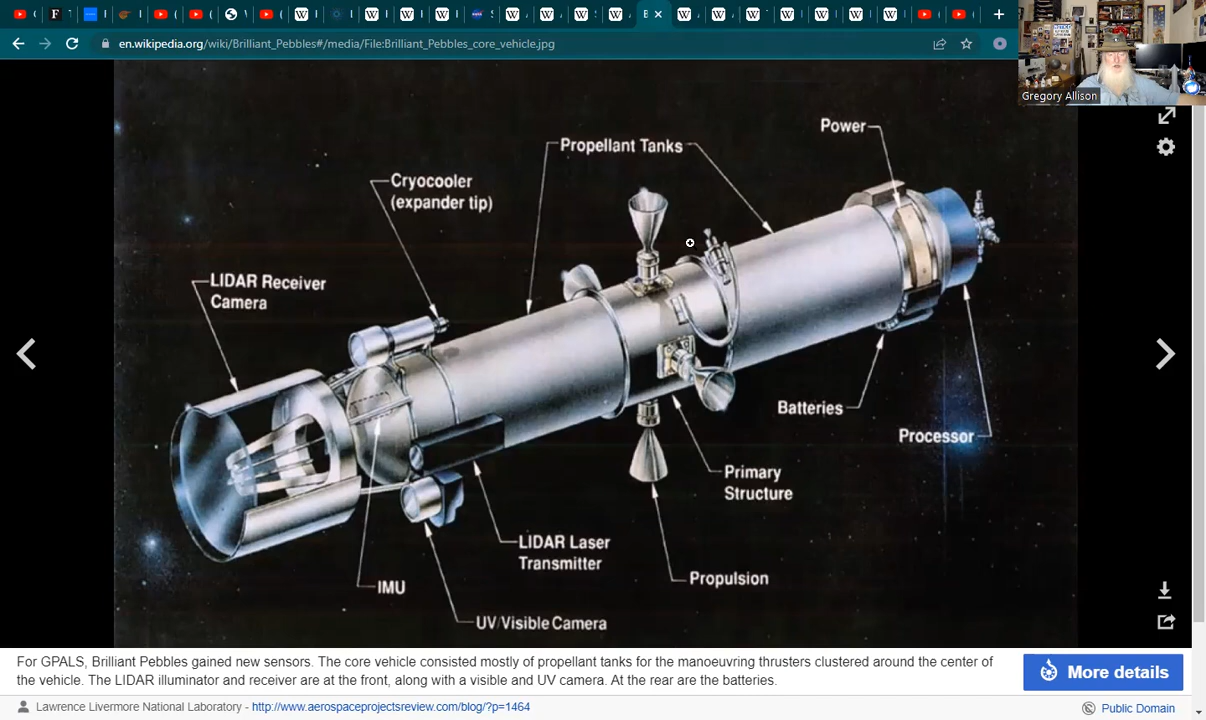 en.wikipedia.org/wiki/Brilliant_Pebbles#/media/File:Brilliant_Pebbles_core_vehicle.jpg
Gregory Allison
Power
Propellant Tanks
Cryocooler
(expander tip)
LIDAR Receiver
Camera
Batteries
Processor
Primary
Structure
LIDAR Laser
Transmitter
Propulsion
IMU
UV/Visible Camera
For GPALS, Brilliant Pebbles gained new sensors. The core vehicle consisted mostly of propellant tanks for the manoeuvring thrusters clustered around the center of
the vehicle. The LIDAR illuminator and receiver are at the front, along with a visible and UV camera. At the rear are the batteries.
More details
Lawrence Livermore National Laboratory - http://www.aerospaceprojectsreview.com/blog/?p=1464
Public Domain